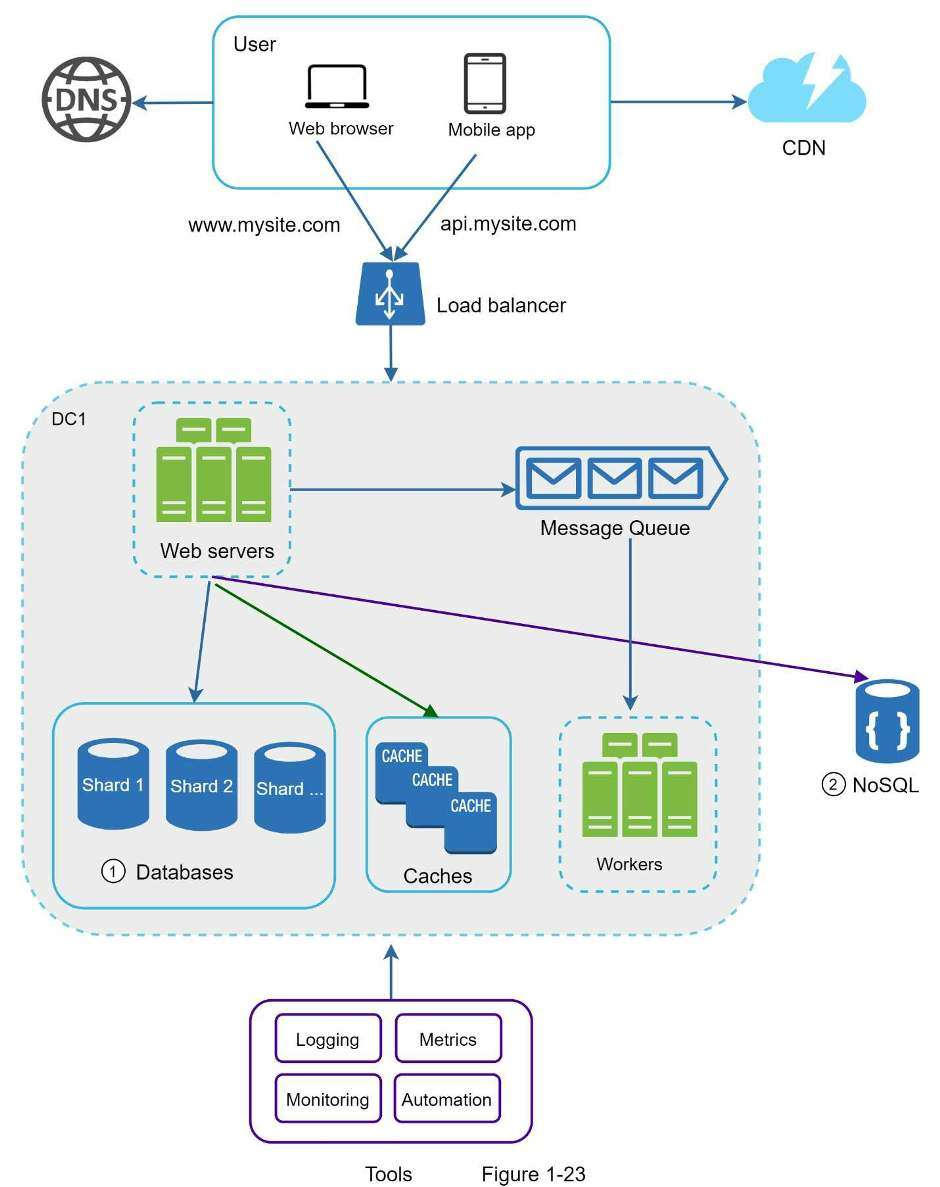 User
DNS
Web browser
Mobile app
CDN
www.mysite.com
api.mysite.com
Load balancer
DC1
Web servers
Message Queue
Shard 1
Shard 2
Shard ...
1 Databases
CACHE
CACHE
CACHE
Caches
Workers
2 NoSQL
{ }
Logging
Metrics
Monitoring
Automation
Tools
Figure 1-23